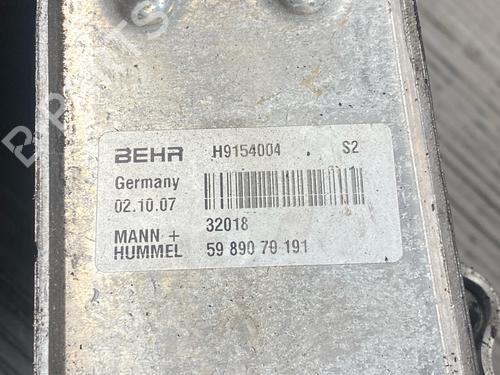 BEHR H9154004 . S2
Germany
02.10.07
32018
MANN +
HUMMEL 59 890 70 191